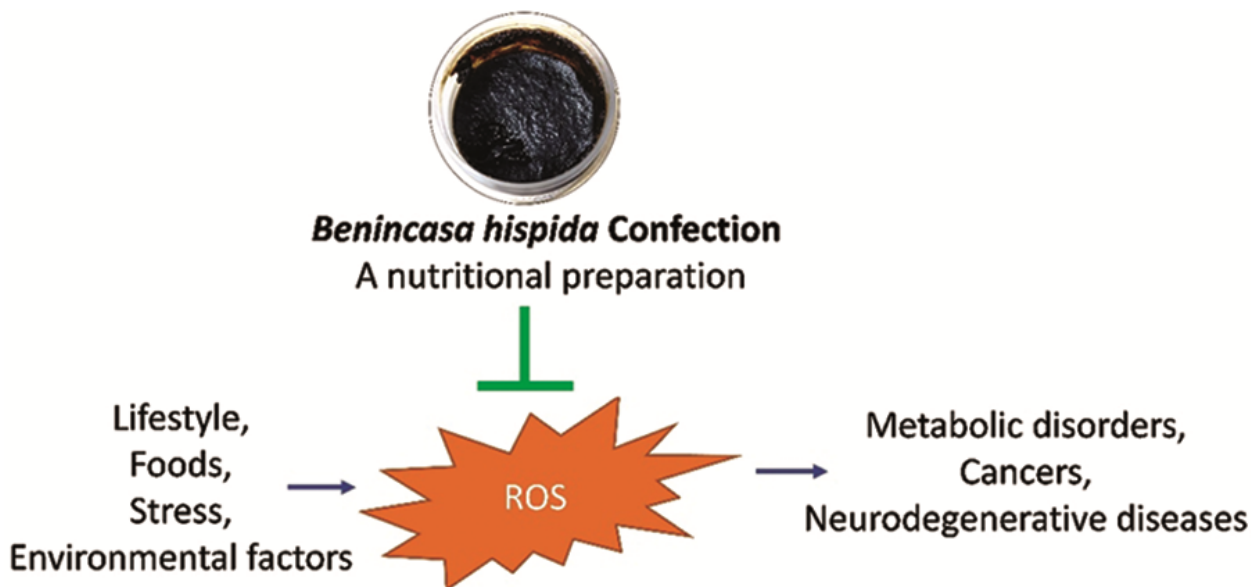 Benincasa hispida Confection
A nutritional preparation
Lifestyle,
Foods,
Stress,
Environmental factors
ROS
Metabolic disorders,
Cancers,
Neurodegenerative diseases